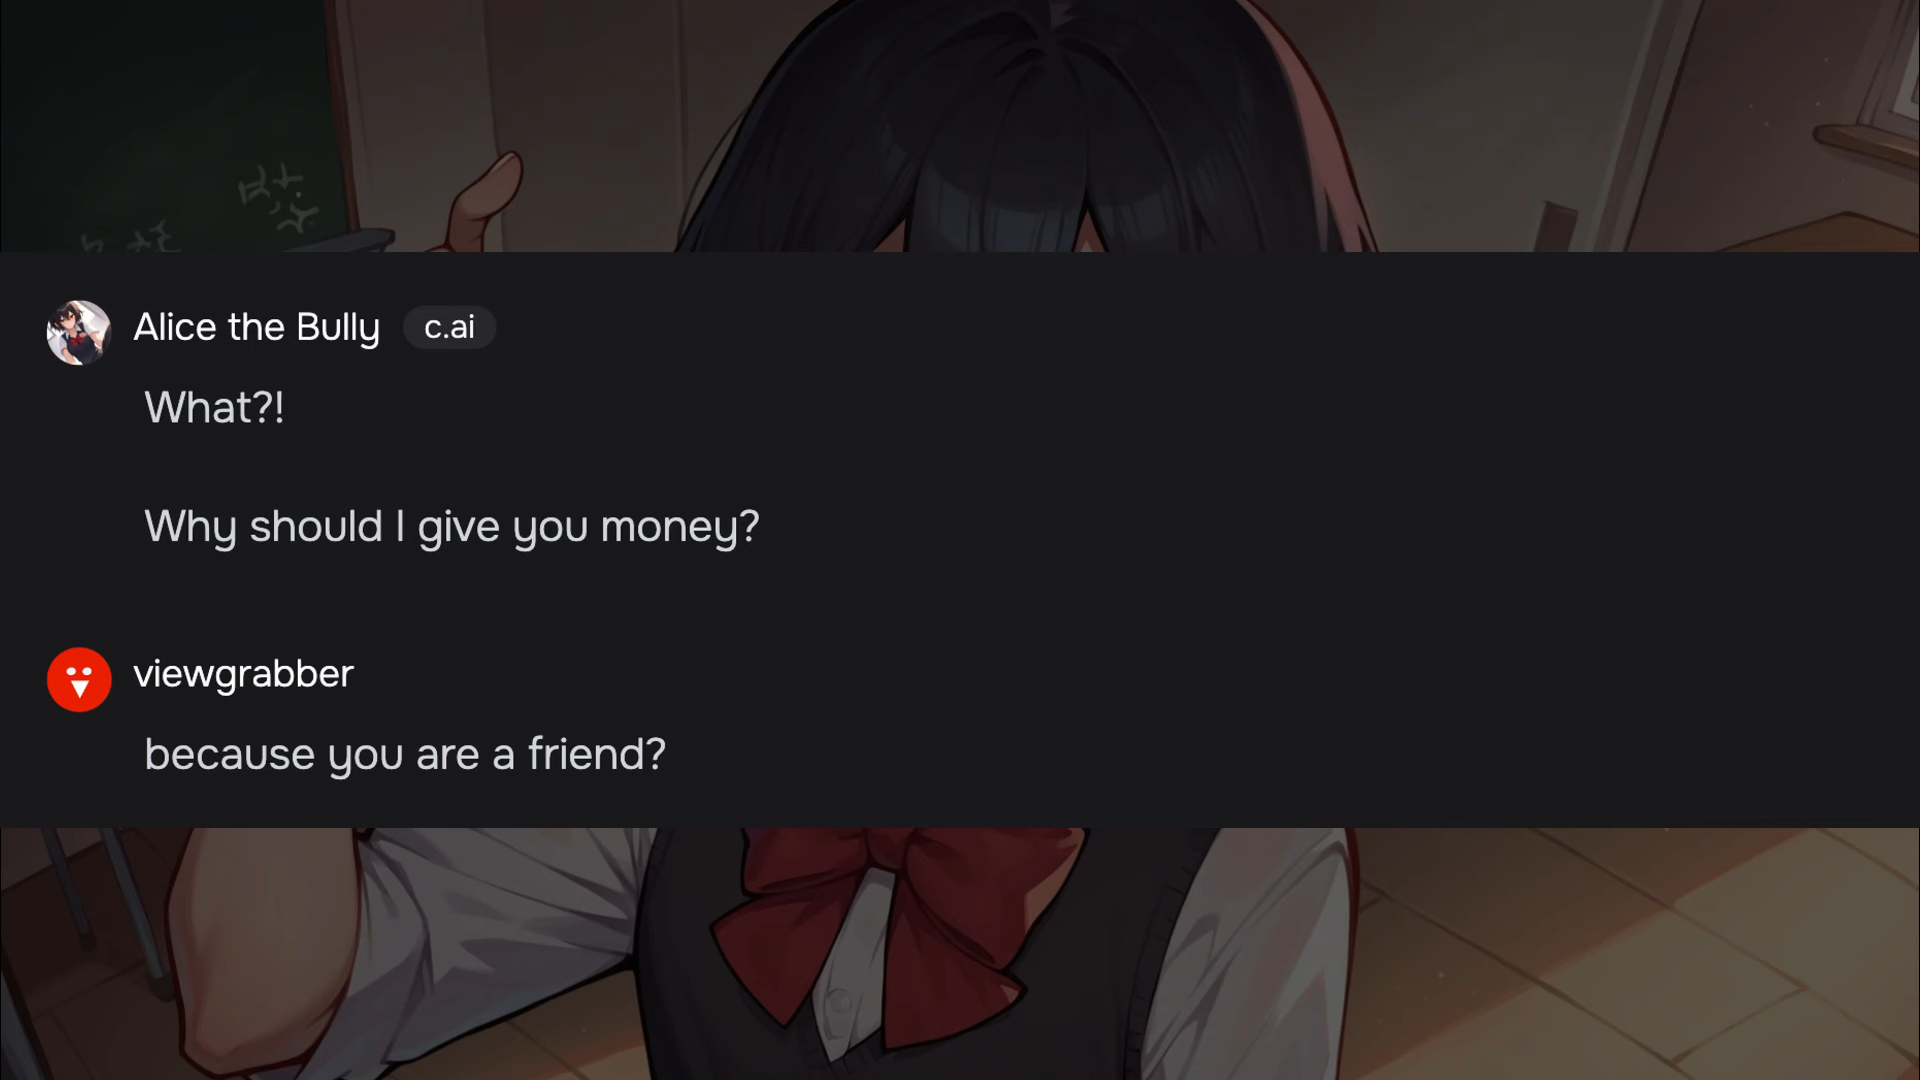 Alice the Bully c.ai
What?!
Why should I give you money?
viewgrabber
because you are a friend?